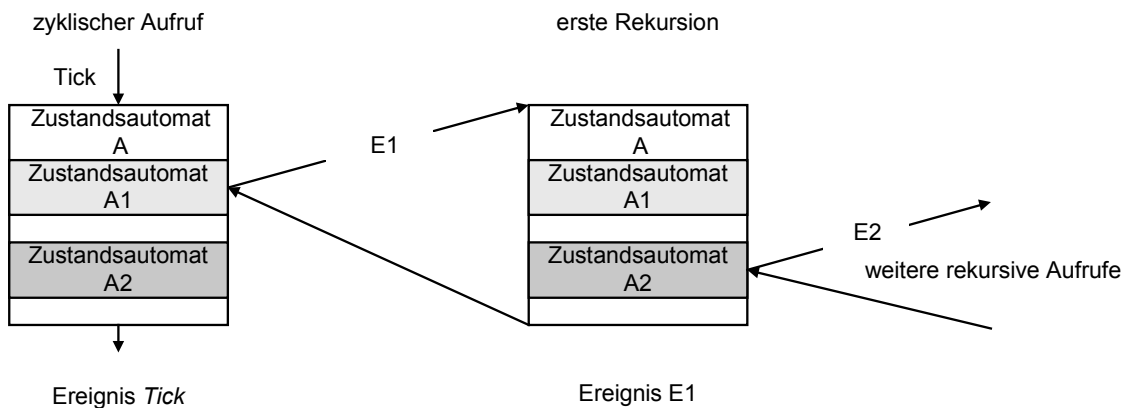 zyklischer Aufruf
erste Rekursion
Tick
Zustandsautomat
A
Zustandsautomat
A1
Zustandsautomat
A2
E1
Zustandsautomat
A
Zustandsautomat
A1
Zustandsautomat
A2
E2
weitere rekursive Aufrufe
Ereignis Tick
Ereignis E1